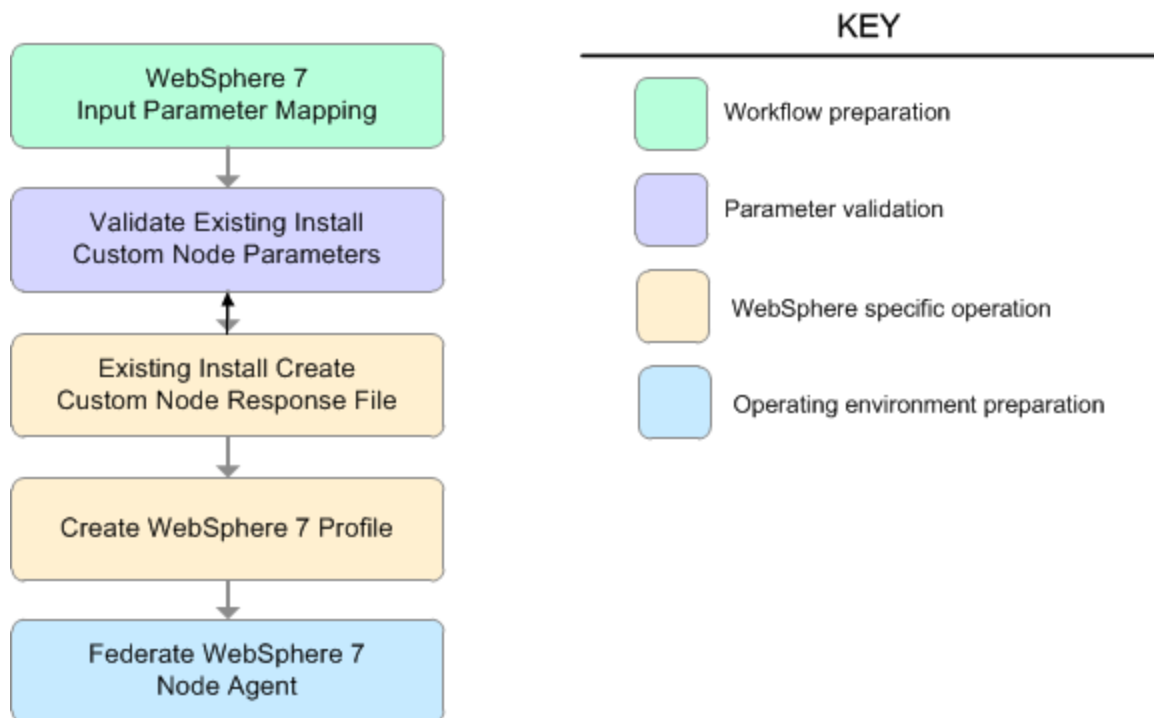 WebSphere 7
Input Parameter Mapping
Validate Existing Install
Custom Node Parameters
Existing Install Create
Custom Node Response File
Create WebSphere 7 Profile
Federate WebSphere 7
Node Agent
KEY
Workflow preparation
Parameter validation
WebSphere specific operation
Operating environment preparation